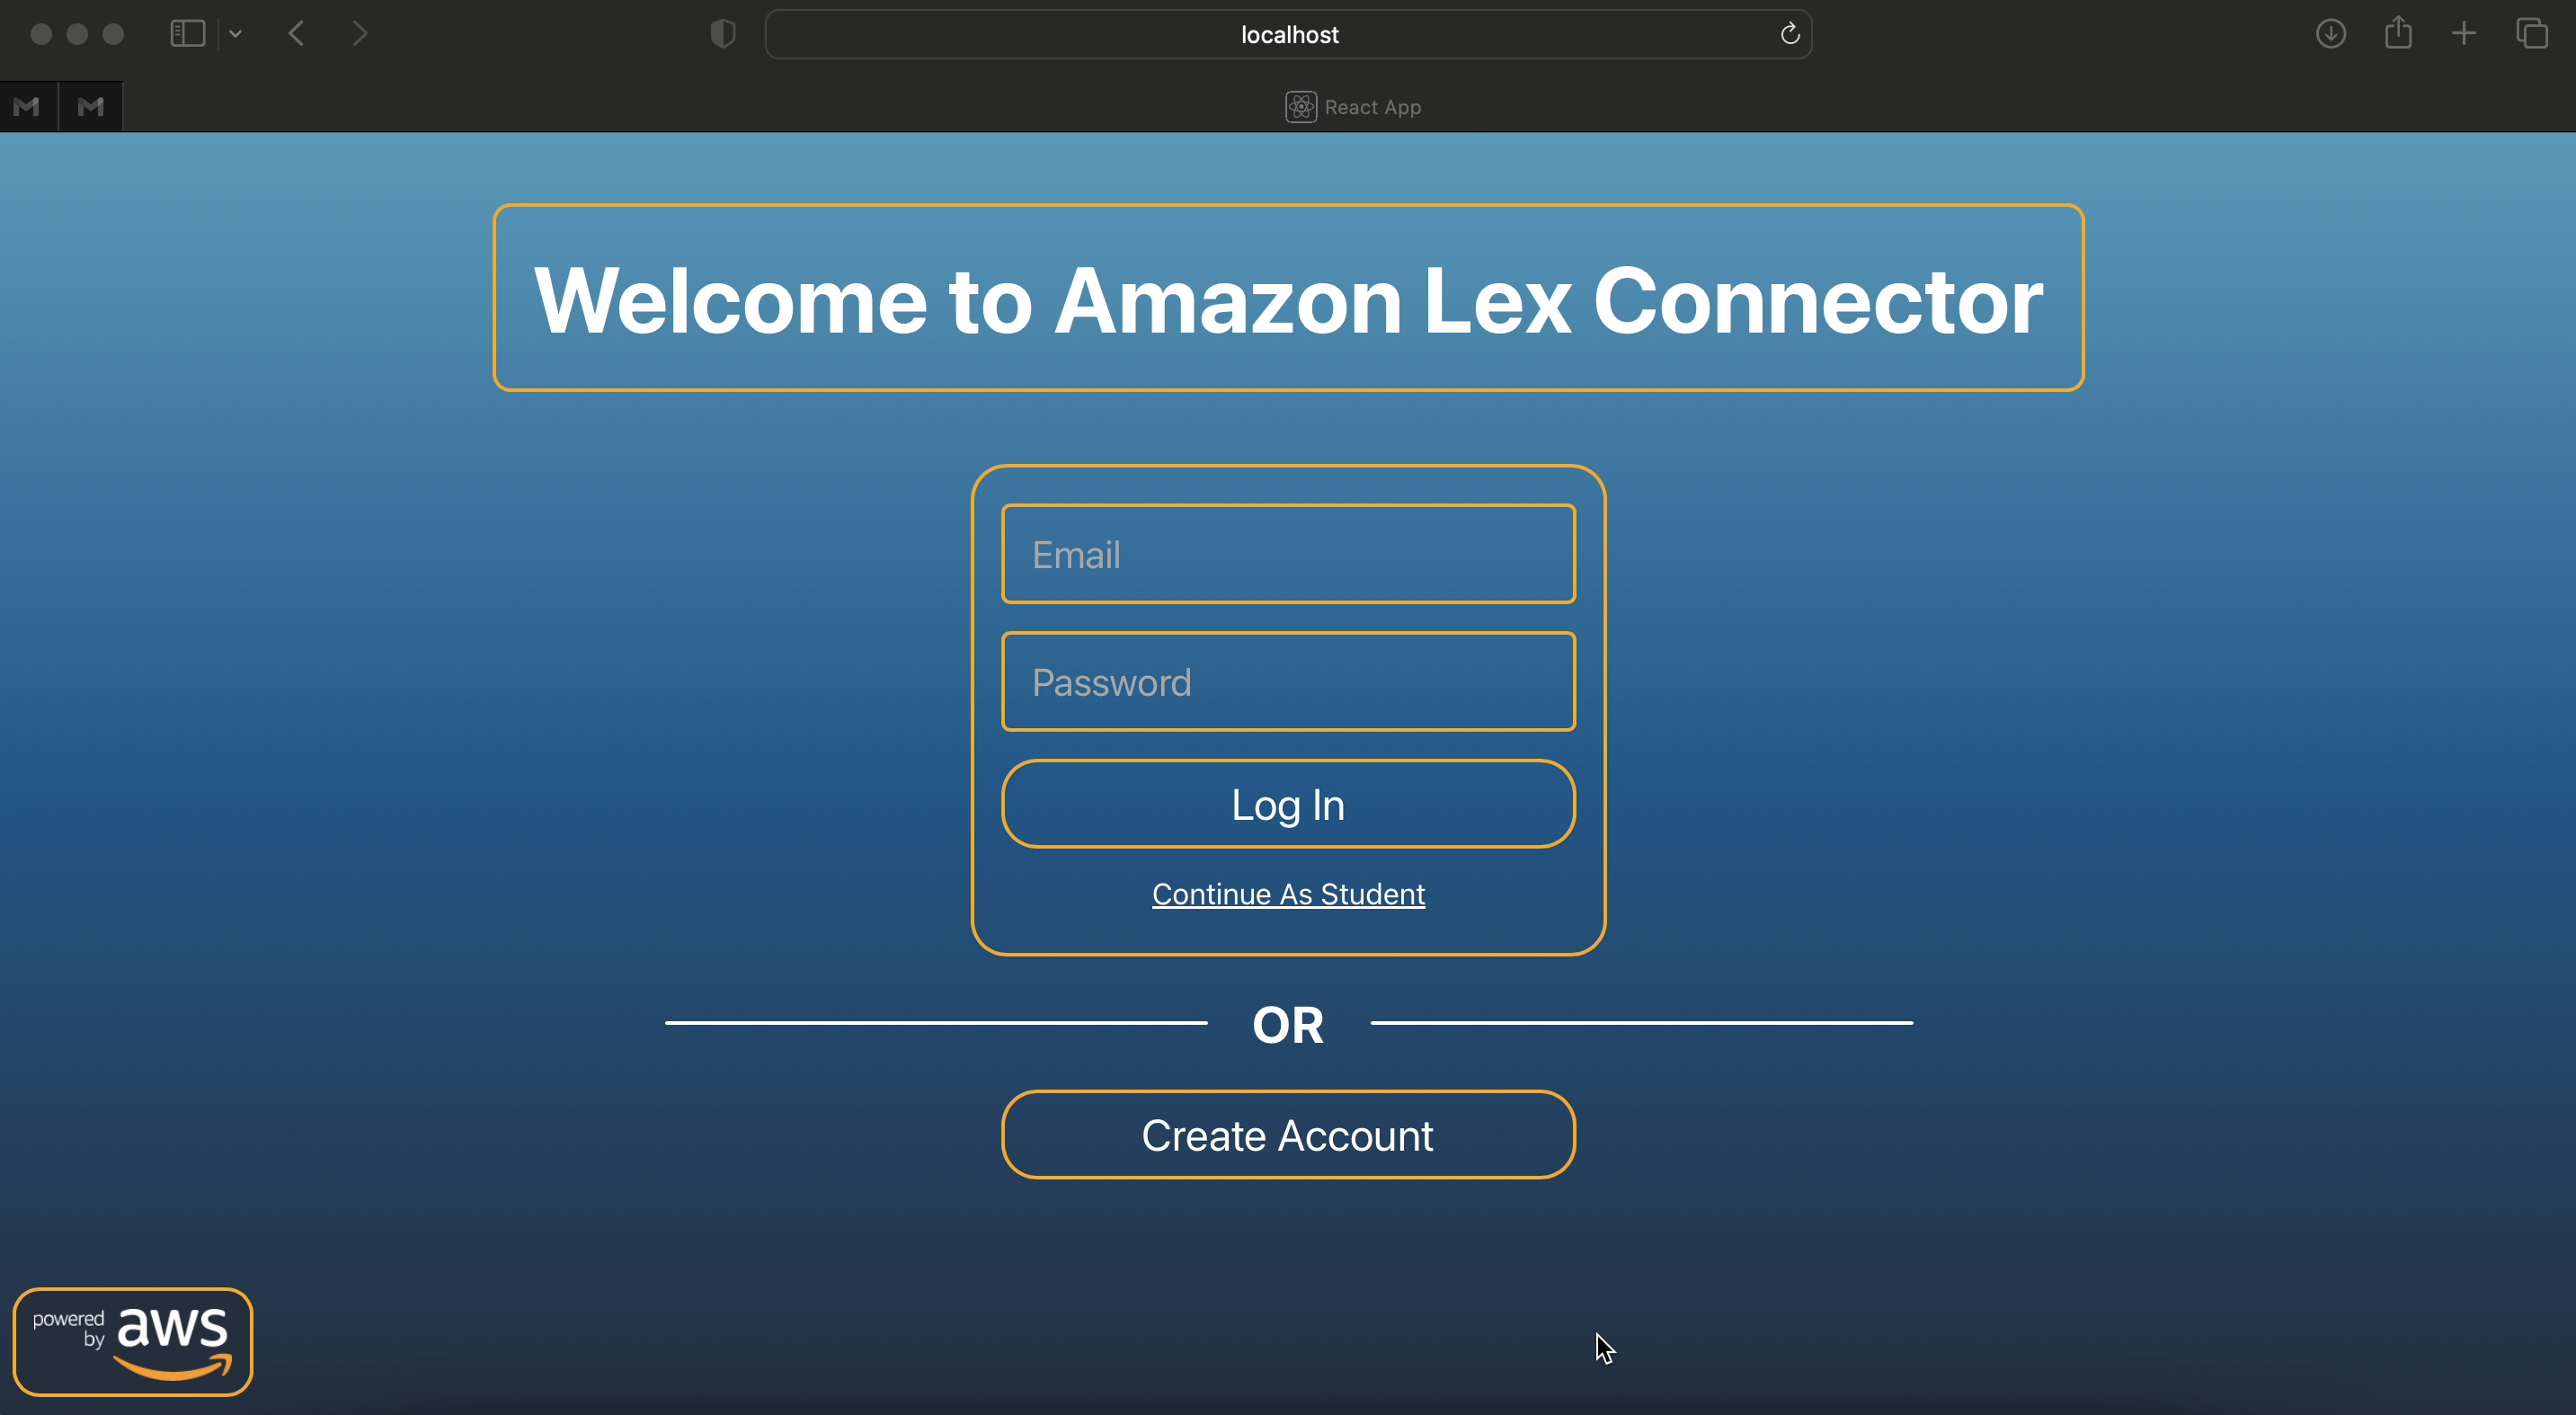 localhost
React App
Welcome to Amazon Lex Connector
Email
Password
Log In
Continue As Student
OR
Create Account
powered
by
aws